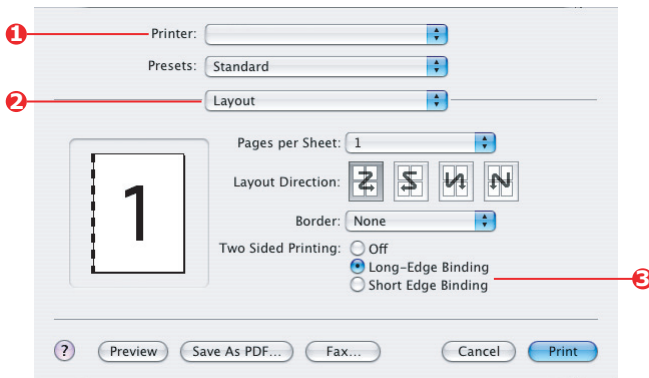 1 Printer:
Presets: Standard
2 Layout
Pages per Sheet: 1
Layout Direction:
1
Border: None
Two Sided Printing: Off
Long-Edge Binding
3
Short Edge Binding
? Preview Save As PDF... Fax... Cancel Print